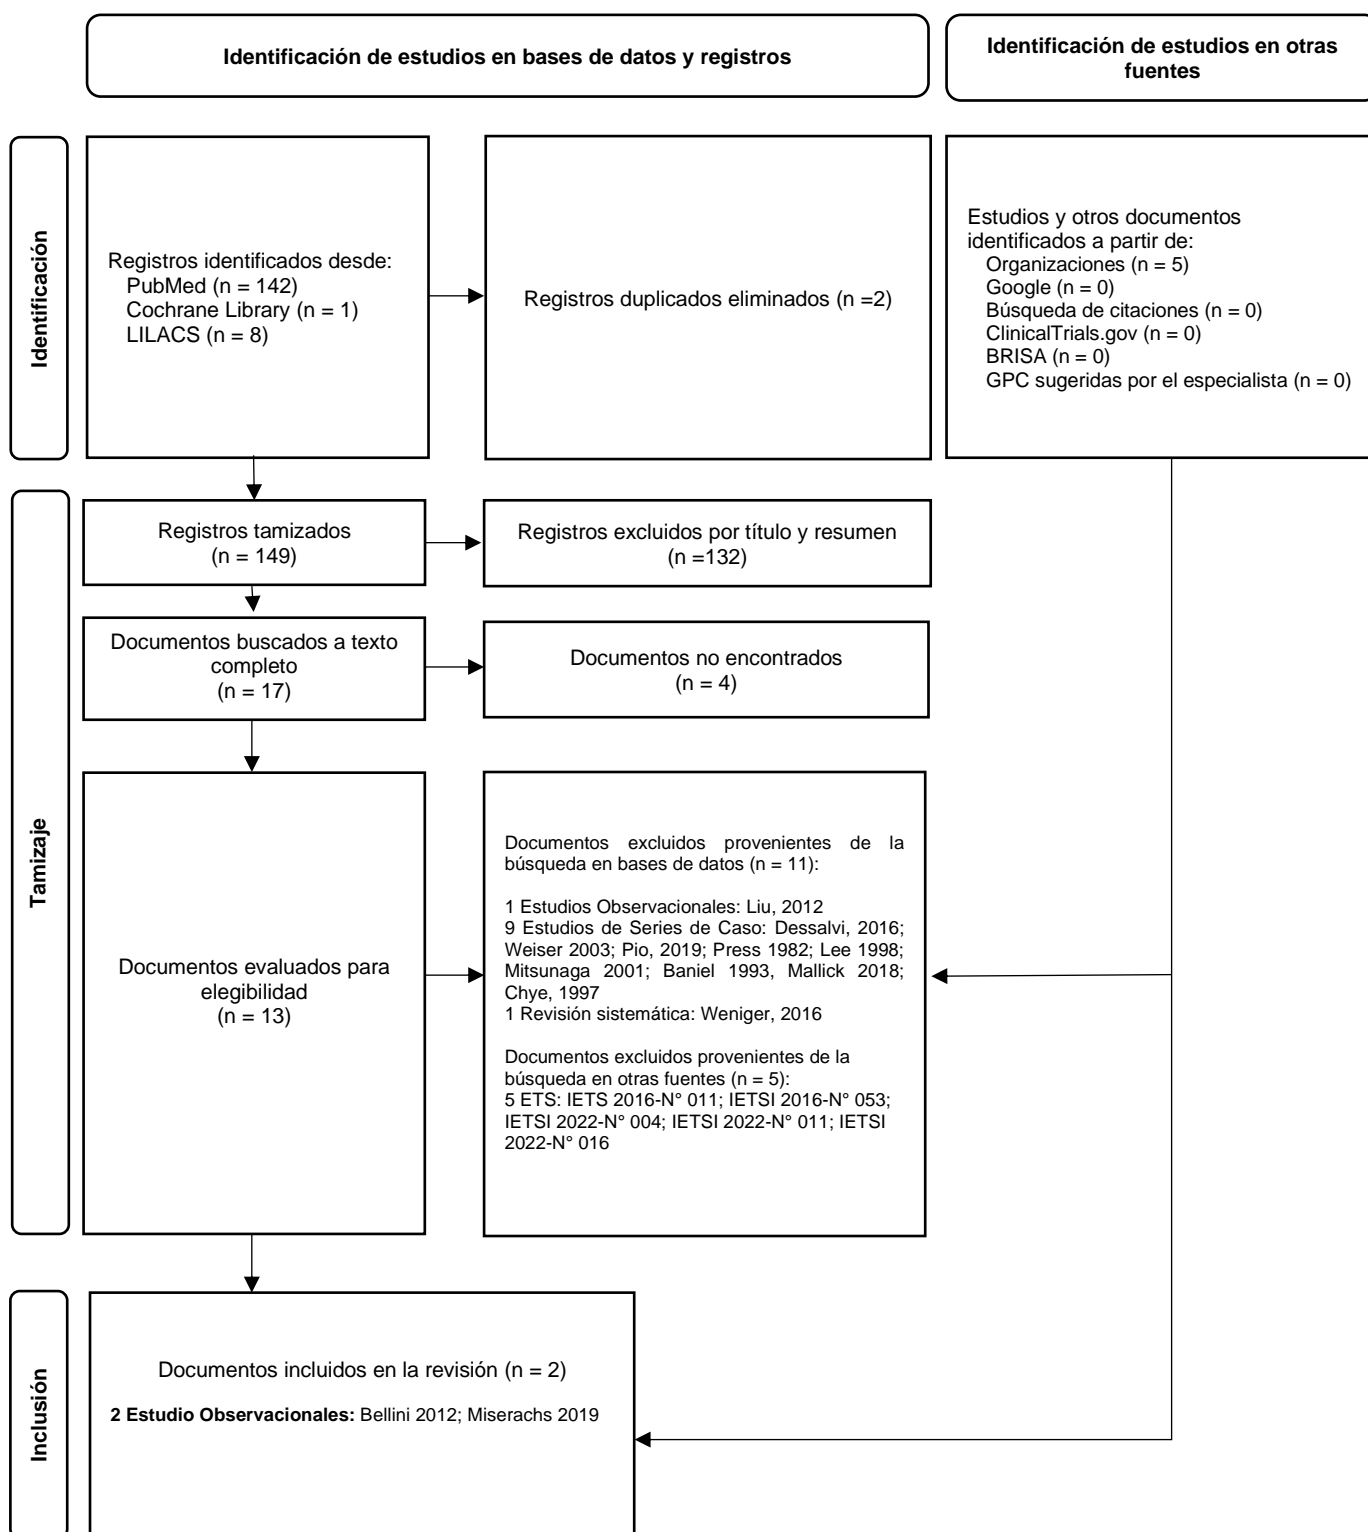 Identificación de estudios en bases de datos y registros
Identificación de estudios en otras
fuentes
Identificación
Registros identificados desde:
PubMed (n = 142)
Cochrane Library (n = 1)
LILACS (n = 8)
Registros duplicados eliminados (n =2)
Estudios y otros documentos
identificados a partir de:
Organizaciones (n = 5)
Google (n = 0)
Búsqueda de citaciones (n = 0)
ClinicalTrials.gov (n = 0)
BRISA (n = 0)
GPC sugeridas por el especialista (n = 0)
Tamizaje
Registros tamizados
(n = 149)
Registros excluidos por título y resumen
(n =132)
Documentos buscados a texto
completo
(n = 17)
Documentos no encontrados
(n = 4)
Documentos evaluados para
elegibilidad
(n = 13)
Documentos excluidos provenientes de la
búsqueda en bases de datos (n = 11):
1 Estudios Observacionales: Liu, 2012
9 Estudios de Series de Caso: Dessalvi, 2016;
Weiser 2003; Pio, 2019; Press 1982; Lee 1998;
Mitsunaga 2001; Baniel 1993, Mallick 2018;
Chye, 1997
1 Revisión sistemática: Weniger, 2016
Documentos excluidos provenientes de la
búsqueda en otras fuentes (n = 5):
5 ETS: IETS 2016-N° 011; IETSI 2016-N° 053;
IETSI 2022-N° 004; IETSI 2022-N° 011; IETSI
2022-N° 016
Inclusión
Documentos incluidos en la revisión (n = 2)
2 Estudio Observacionales: Bellini 2012; Miserachs 2019